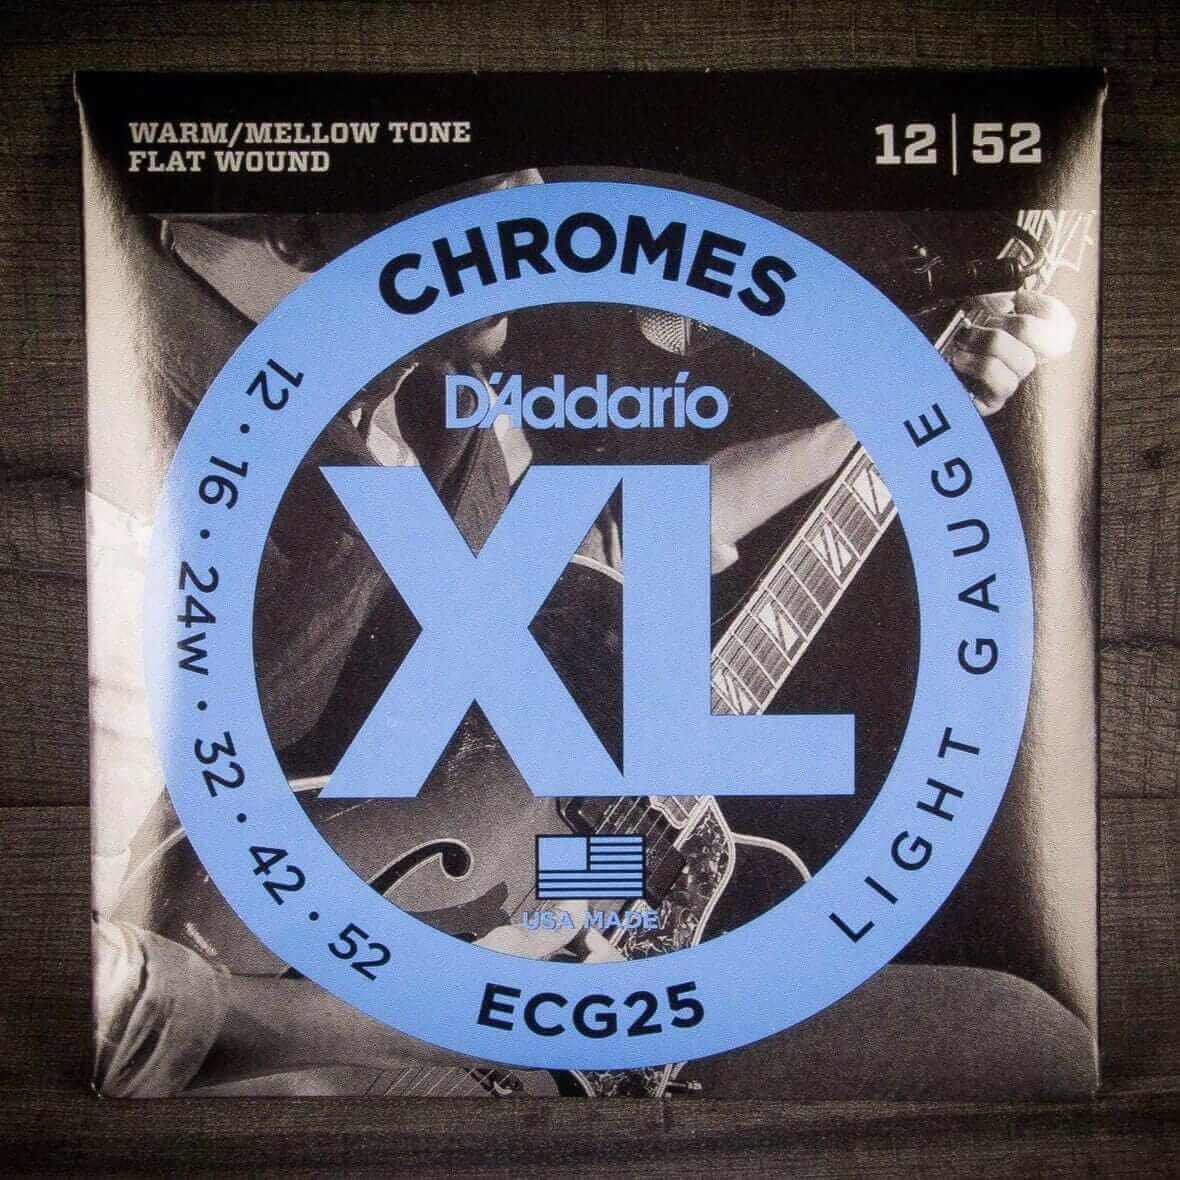 WARM/MELLOW TONE
FLAT WOUND
12 | 52
CHROMES
D'Addario
XL
12 • 16 • 24w • 32 • 42 • 52
LIGHT GAUGE
USA MADE
ECG25